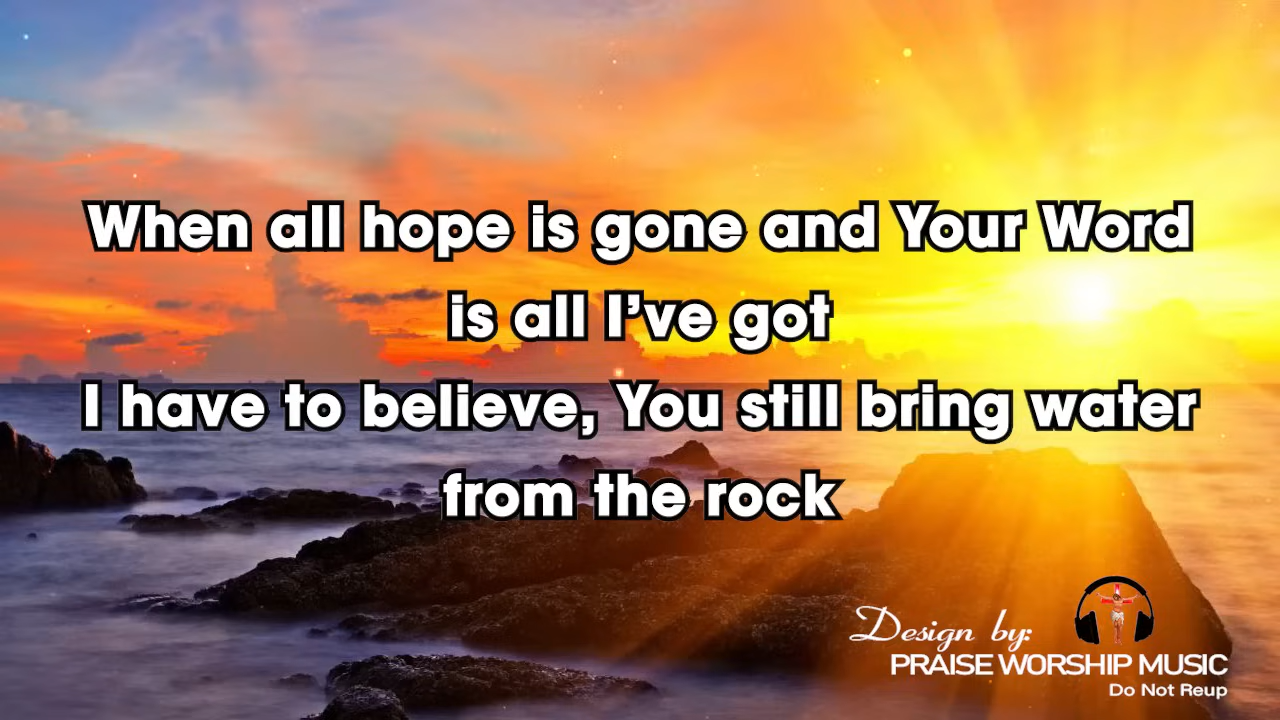 When all hope is gone and Your Word
is all I've got
I have to believe, You still bring water
from the rock
Design by:
PRAISE WORSHIP MUSIC
Do Not Reup